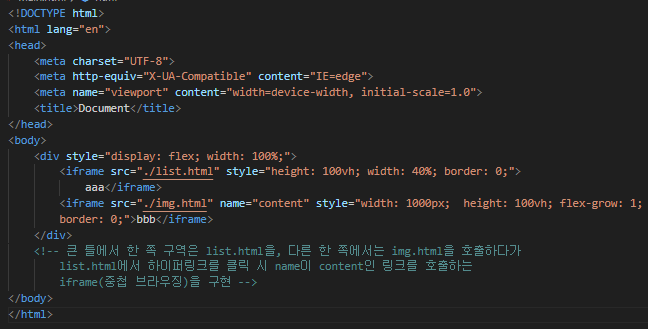 <!DOCTYPE html>
<html lang="en">
<head>
    <meta charset="UTF-8">
    <meta http-equiv="X-UA-Compatible" content="IE=edge">
    <meta name="viewport" content="width=device-width, initial-scale=1.0">
    <title>Document</title>
</head>
<body>
    <div style="display: flex; width: 100%;">
        <iframe src="./list.html" style="height: 100vh; width: 40%; border: 0;">
            aaa</iframe>
        <iframe src="./img.html" name="content" style="width: 1000px;  height: 100vh; flex-grow: 1;
        border: 0;">bbb</iframe>
    </div>
    <!-- 큰 틀에서 한 쪽 구역은 list.html을, 다른 한 쪽에서는 img.html을 호출하다가
        list.html에서 하이퍼링크를 클릭 시 name이 content인 링크를 호출하는
        iframe(중첩 브라우징)을 구현 -->
</body>
</html>